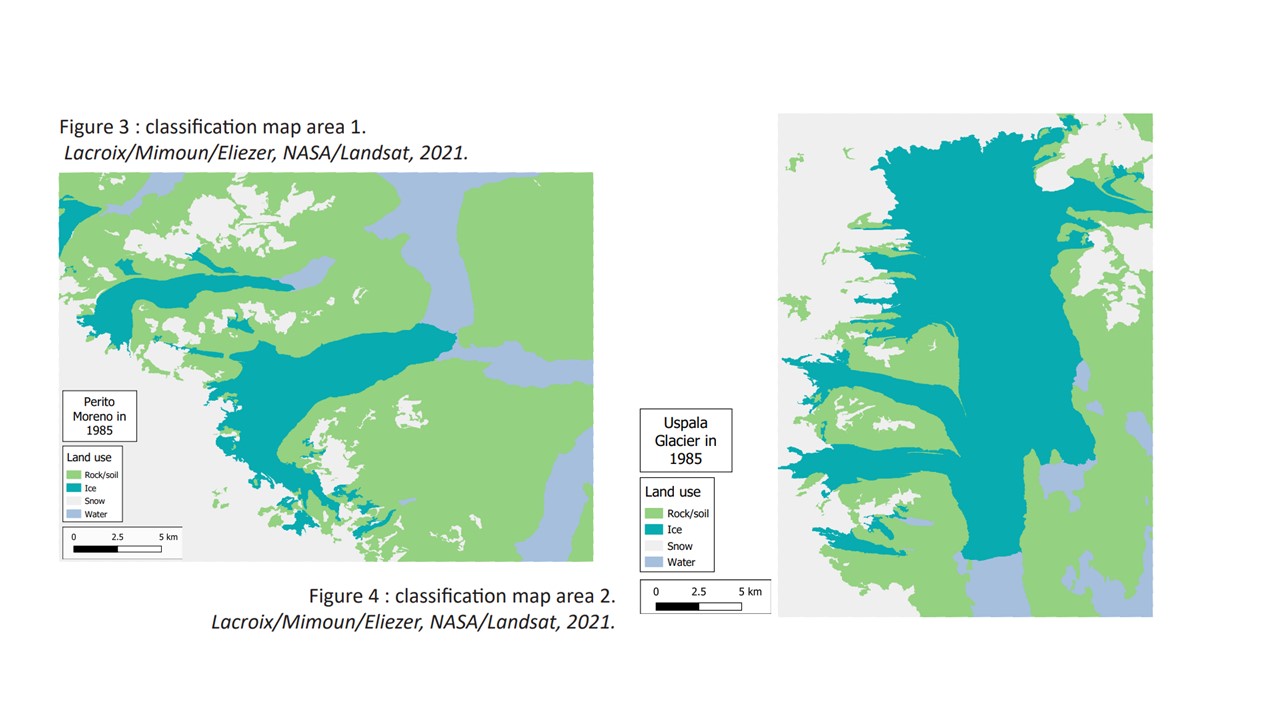 Figure 3 : classification map area 1.
Lacroix/Mimoun/Eliezer, NASA/Landsat, 2021.
Perito
Moreno in
1985
Land use
Rock/soil
Ice
Snow
Water
0 2.5 5 km
Figure 4 : classification map area 2.
Lacroix/Mimoun/Eliezer, NASA/Landsat, 2021.
Uspala
Glacier in
1985
Land use
Rock/soil
Ice
Snow
Water
0 2.5 5 km